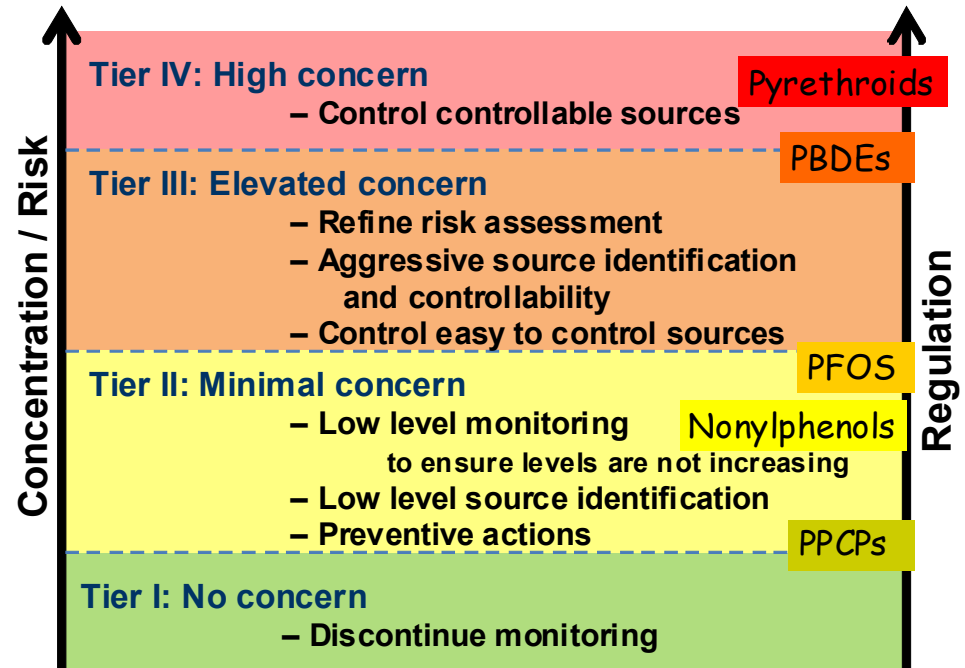 Concentration / Risk
Regulation
Tier IV: High concern
– Control controllable sources
Pyrethroids
PBDEs
Tier III: Elevated concern
– Refine risk assessment
– Aggressive source identification
and controllability
– Control easy to control sources
PFOS
Tier II: Minimal concern
– Low level monitoring
Nonylphenols
to ensure levels are not increasing
– Low level source identification
– Preventive actions
PPCPs
Tier I: No concern
– Discontinue monitoring